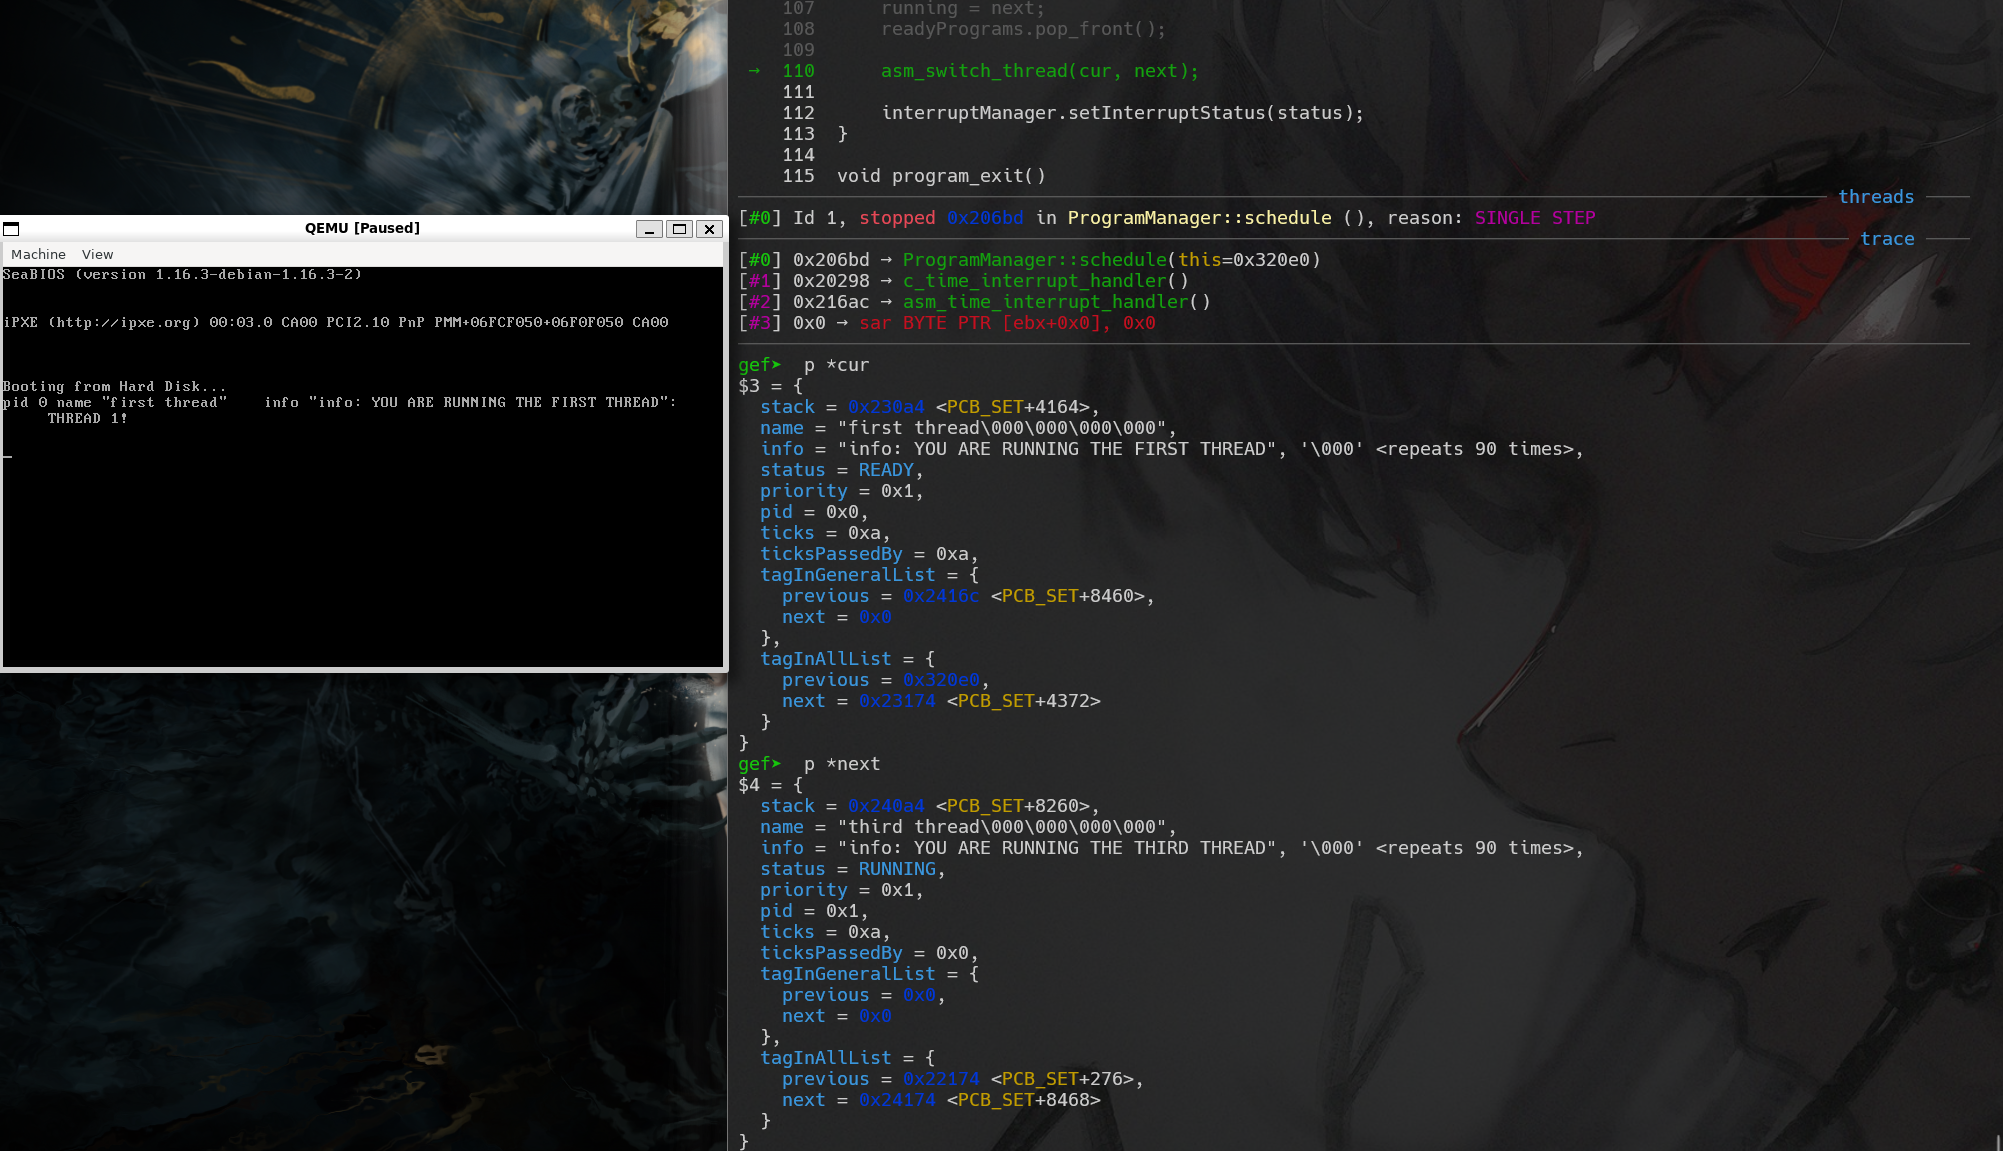 QEMU [Paused]
Machine View
SeaBIOS (version 1.16.3-debian-1.16.3-2)
iPXE (http://ipxe.org) 00:03.0 CA00 PCI2.10 PnP PMM+06FCF050+06F0F050 CA00
Booting from Hard Disk...
pid 0 name "first thread"    info "info: YOU ARE RUNNING THE FIRST THREAD":
THREAD 1!
107 running = next;
108 readyPrograms.pop_front();
109
→ 110 asm_switch_thread(cur, next);
111
112 interruptManager.setInterruptStatus(status);
113 }
114
115 void program_exit()
threads
[#0] Id 1, stopped 0x206bd in ProgramManager::schedule (), reason: SINGLE STEP
trace
[#0] 0x206bd → ProgramManager::schedule(this=0x320e0)
[#1] 0x20298 → c_time_interrupt_handler()
[#2] 0x216ac → asm_time_interrupt_handler()
[#3] 0x0 → sar BYTE PTR [ebx+0x0], 0x0
gef➤  p *cur
$3 = {
  stack = 0x230a4 <PCB_SET+4164>,
  name = "first thread\000\000\000\000",
  info = "info: YOU ARE RUNNING THE FIRST THREAD", '\000' <repeats 90 times>,
  status = READY,
  priority = 0x1,
  pid = 0x0,
  ticks = 0xa,
  ticksPassedBy = 0xa,
  tagInGeneralList = {
    previous = 0x2416c <PCB_SET+8460>,
    next = 0x0
  },
  tagInAllList = {
    previous = 0x320e0,
    next = 0x23174 <PCB_SET+4372>
  }
}
gef➤  p *next
$4 = {
  stack = 0x240a4 <PCB_SET+8260>,
  name = "third thread\000\000\000\000",
  info = "info: YOU ARE RUNNING THE THIRD THREAD", '\000' <repeats 90 times>,
  status = RUNNING,
  priority = 0x1,
  pid = 0x1,
  ticks = 0xa,
  ticksPassedBy = 0x0,
  tagInGeneralList = {
    previous = 0x0,
    next = 0x0
  },
  tagInAllList = {
    previous = 0x22174 <PCB_SET+276>,
    next = 0x24174 <PCB_SET+8468>
  }
}